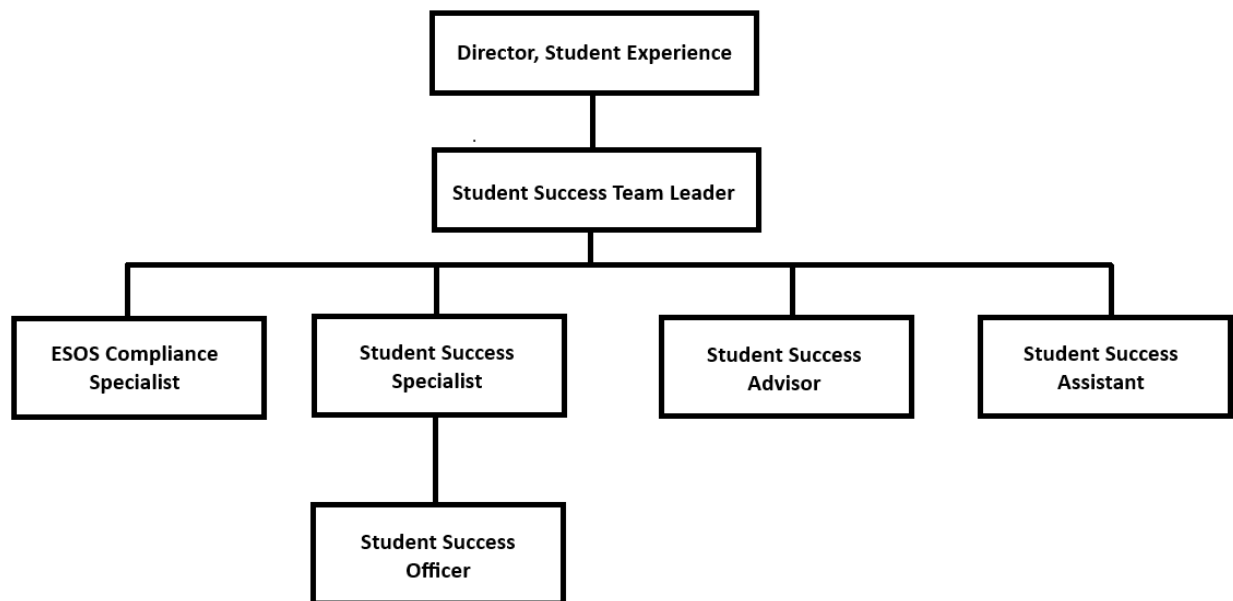 Director, Student Experience
Student Success Team Leader
ESOS Compliance
Specialist
Student Success
Specialist
Student Success
Advisor
Student Success
Assistant
Student Success
Officer